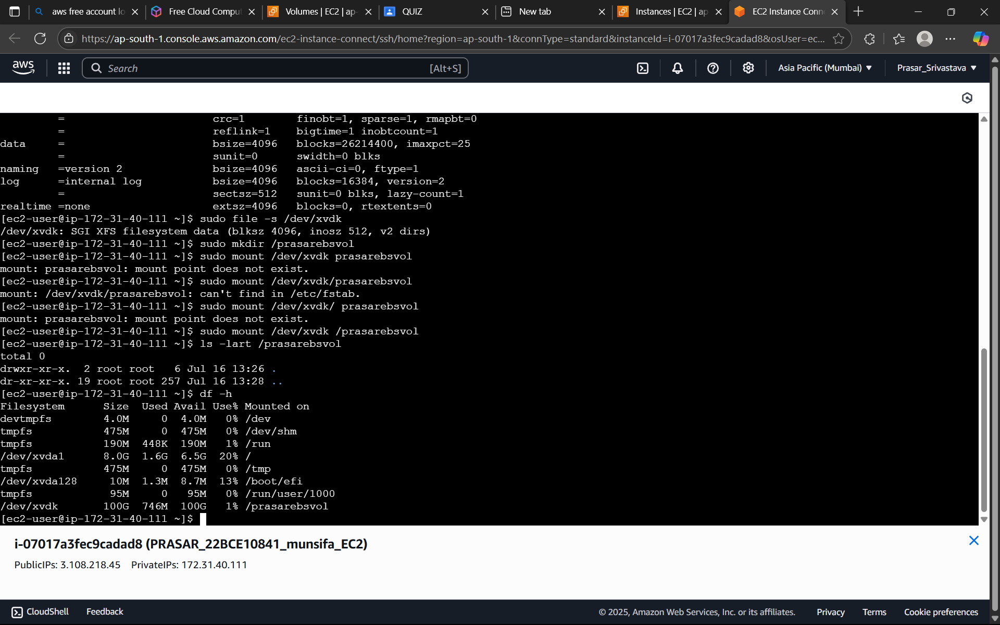 aws free account lo
Free Cloud Comput
Volumes | EC2 | ap-
QUIZ
New tab
Instances | EC2 | ap
EC2 Instance Conn
https://ap-south-1.console.aws.amazon.com/ec2-instance-connect/ssh/home?region=ap-south-1&connType=standard&instanceId=i-07017a3fec9cadad8&osUser=ec...
aws
Search [Alt+S]
Asia Pacific (Mumbai)
Prasar_Srivastava
= crc=1 finobt=1, sparse=1, rmapbt=0
= reflink=1 bigtime=1 inobtcount=1
data = bsize=4096 blocks=26214400, imaxpct=25
= sunit=0 swidth=0 blks
naming =version 2 bsize=4096 ascii-ci=0, ftype=1
log =internal log bsize=4096 blocks=16384, version=2
= sectsz=512 sunit=0 blks, lazy-count=1
realtime =none extsz=4096 blocks=0, rtextents=0
[ec2-user@ip-172-31-40-111 ~]$ sudo file -s /dev/xvdk
/dev/xvdk: SGI XFS filesystem data (blksz 4096, inosz 512, v2 dirs)
[ec2-user@ip-172-31-40-111 ~]$ sudo mkdir /prasarebsvol
[ec2-user@ip-172-31-40-111 ~]$ sudo mount /dev/xvdk prasarebsvol
mount: prasarebsvol: mount point does not exist.
[ec2-user@ip-172-31-40-111 ~]$ sudo mount /dev/xvdk/prasarebsvol
mount: /dev/xvdk/prasarebsvol: can't find in /etc/fstab.
[ec2-user@ip-172-31-40-111 ~]$ sudo mount /dev/xvdk/ prasarebsvol
mount: prasarebsvol: mount point does not exist.
[ec2-user@ip-172-31-40-111 ~]$ sudo mount /dev/xvdk /prasarebsvol
[ec2-user@ip-172-31-40-111 ~]$ ls -lart /prasarebsvol
total 0
drwxr-xr-x. 2 root root 6 Jul 16 13:26 .
dr-xr-xr-x. 19 root root 257 Jul 16 13:28 ..
[ec2-user@ip-172-31-40-111 ~]$ df -h
Filesystem Size Used Avail Use% Mounted on
devtmpfs 4.0M 0 4.0M 0% /dev
tmpfs 475M 0 475M 0% /dev/shm
tmpfs 190M 448K 190M 1% /run
/dev/xvda1 8.0G 1.6G 6.5G 20% /
tmpfs 475M 0 475M 0% /tmp
/dev/xvda128 10M 1.3M 8.7M 13% /boot/efi
tmpfs 95M 0 95M 0% /run/user/1000
/dev/xvdk 100G 746M 100G 1% /prasarebsvol
[ec2-user@ip-172-31-40-111 ~]$
i-07017a3fec9cadad8 (PRASAR_22BCE10841_munsifa_EC2)
PublicIPs: 3.108.218.45 PrivateIPs: 172.31.40.111
CloudShell Feedback © 2025, Amazon Web Services, Inc. or its affiliates. Privacy Terms Cookie preferences